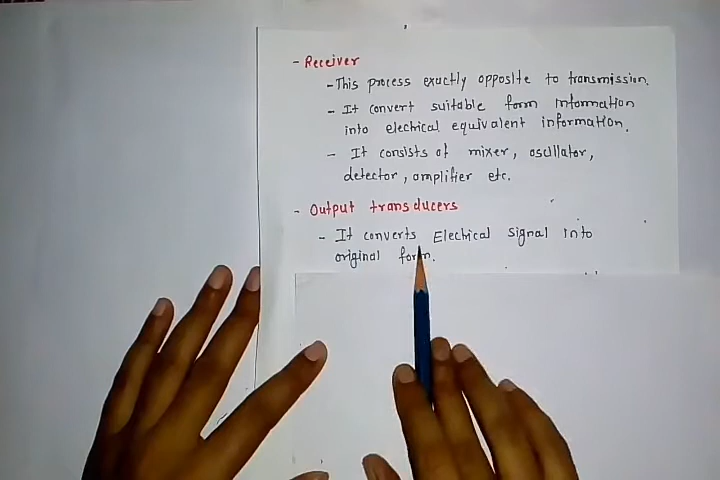 - Receiver
- This process exactly opposite to transmission.
- It convert suitable form information
into electrical equivalent information.
- It consists of mixer, oscillator,
detector, amplifier etc.
- Output transducers
- It converts Electrical signal into
original form.